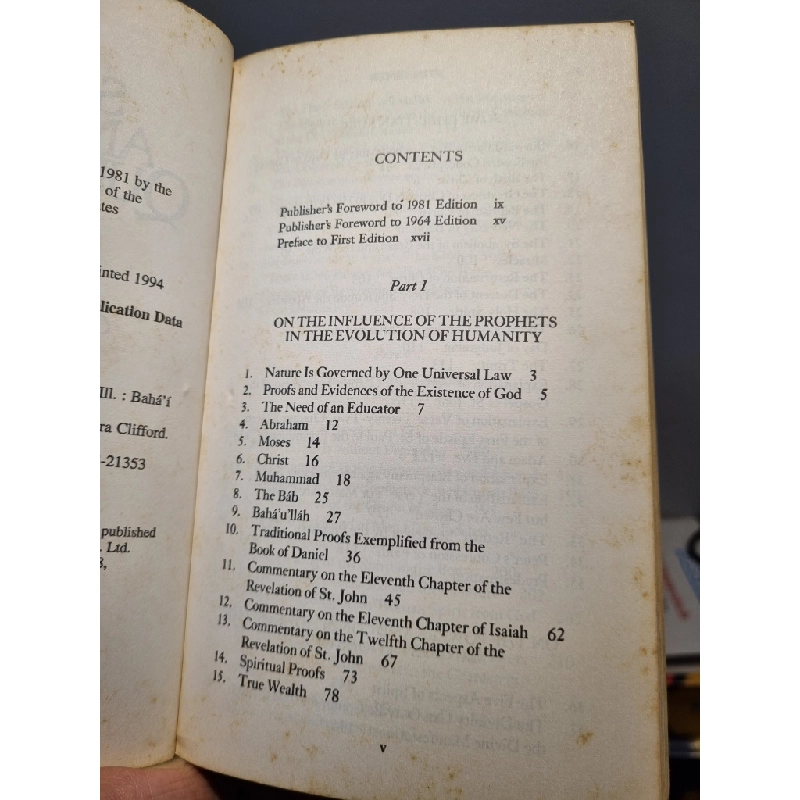 1981 by the
of the
tes
inted 1994
lication Data
Ill. : Bahá'í
ra Clifford.
-21353
published
. Ltd.
CONTENTS
Publisher's Foreword to 1981 Edition ix
Publisher's Foreword to 1964 Edition xv
Preface to First Edition xvii
Part 1
ON THE INFLUENCE OF THE PROPHETS
IN THE EVOLUTION OF HUMANITY
1. Nature Is Governed by One Universal Law 3
2. Proofs and Evidences of the Existence of God 5
3. The Need of an Educator 7
4. Abraham 12
5. Moses 14
6. Christ 16
7. Muhammad 18
8. The Báb 25
9. Bahá'u'lláh 27
10. Traditional Proofs Exemplified from the
Book of Daniel 36
11. Commentary on the Eleventh Chapter of the
Revelation of St. John 45
12. Commentary on the Eleventh Chapter of Isaiah 62
13. Commentary on the Twelfth Chapter of the
Revelation of St. John 67
14. Spiritual Proofs 73
15. True Wealth 78
v